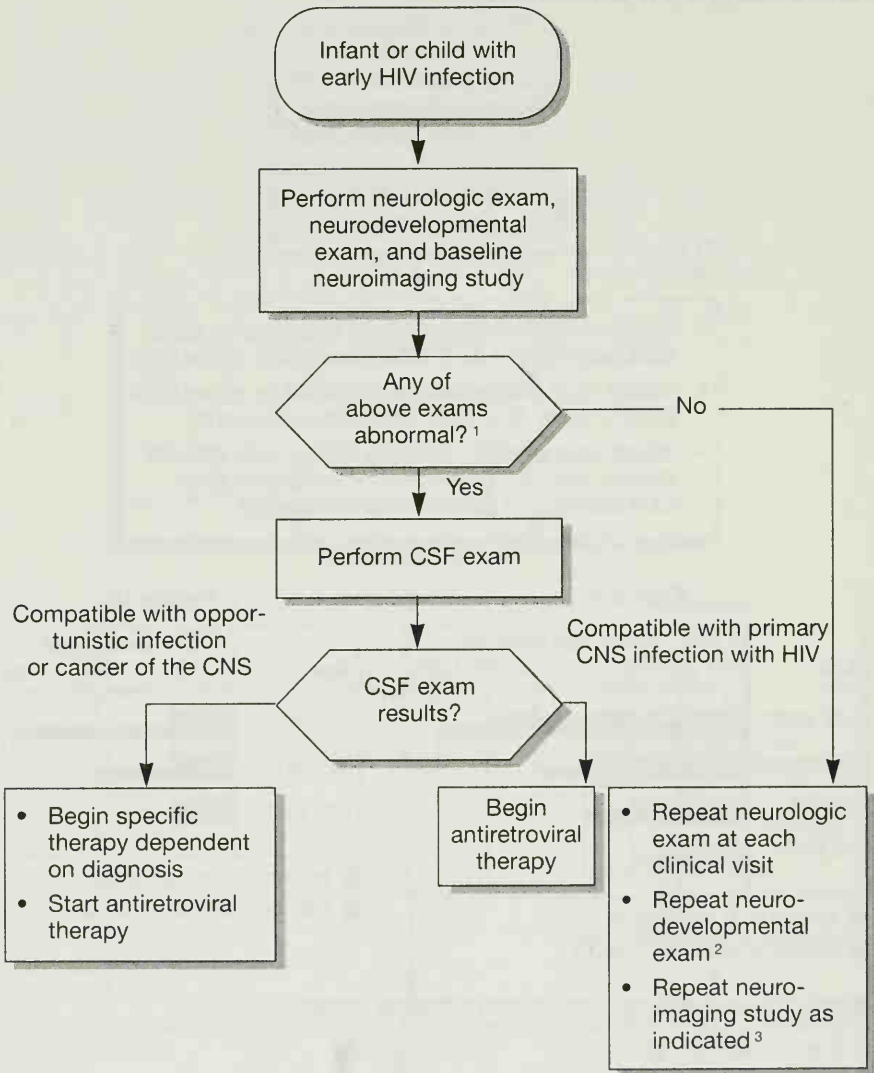 Infant or child with
early HIV infection
Perform neurologic exam,
neurodevelopmental
exam, and baseline
neuroimaging study
Any of
above exams
abnormal? 1
No
Yes
Perform CSF exam
Compatible with oppor-
tunistic infection
or cancer of the CNS
Compatible with primary
CNS infection with HIV
CSF exam
results?
• Begin specific
therapy dependent
on diagnosis
• Start antiretroviral
therapy
Begin
antiretroviral
therapy
• Repeat neurologic
exam at each
clinical visit
• Repeat neuro-
developmental
exam 2
• Repeat neuro-
imaging study as
indicated 3